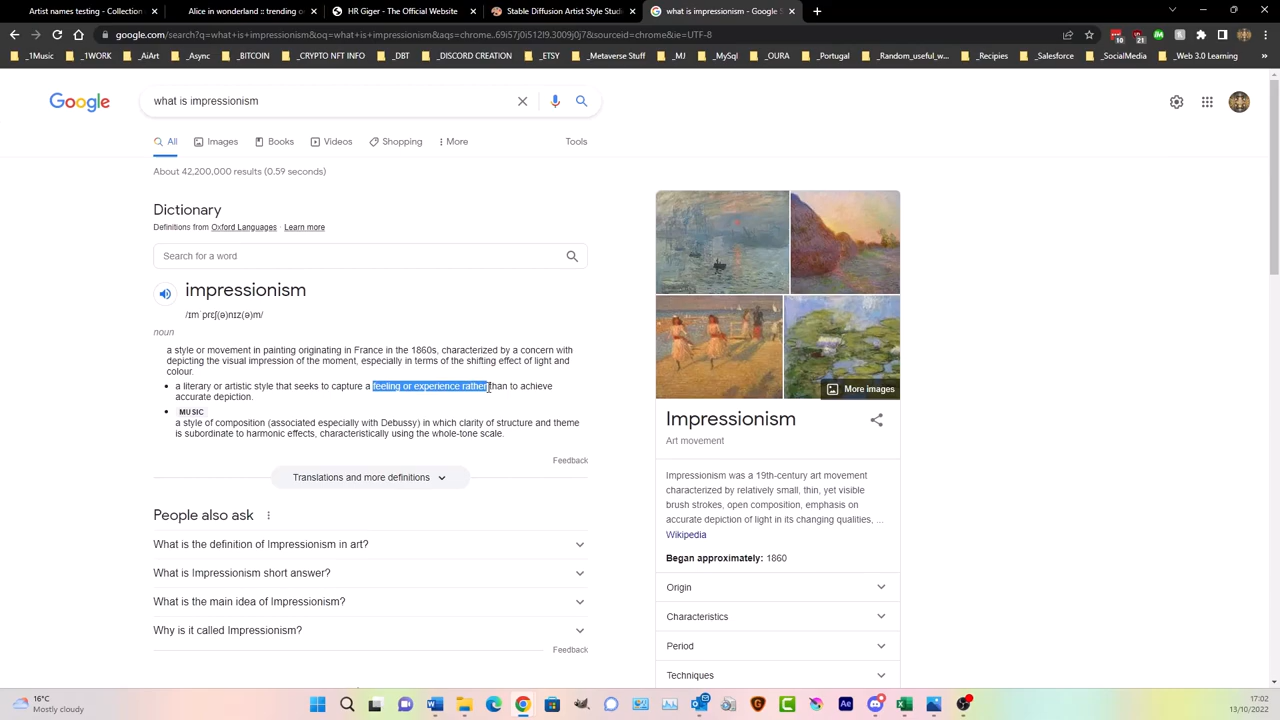 What art names - Collection
Artist names :: trending on
HR Giger - The Official Website
Stable Deiffusion Art Style Studi
what is impressionism - Google S
google.com/search?q=what+is+impressionism&oq=what+is+impressionism&aqs=chrome..69i57j0i512l9.3009j0j7&sourceid=chrome&ie=UTF-8
10
21
_1Music
_1WORK
_AiArt
_Async
_BITCOIN
_CRYPTO NFT INFO
_DBT
_DISCORD CREATION
_ETSY
_Metaverse Stuff
_MJ
_MySql
_OURA
_Portugal
_Random_useful_w...
_Recipies
_Salesforce
_SocialMedia
_Web 3.0
Google
what is impressionism
All
Images
Books
Videos
Shopping
More
Tools
About 42,200,000 results (0.59 seconds)
Dictionary
Definitions from Oxford Languages · Learn more
Search for a word
impressionism
/ɪmˈprɛʃ(ə)nɪz(ə)m/
noun
a style or movement in painting originating in France in the 1860s, characterized by a concern with
depicting the visual impression of the moment, especially in terms of the shifting effect of light and
colour.
a literary or artistic style that seeks to capture a feeling or experience rather than to achieve
accurate depiction.
MUSIC
a style of composition (associated especially with Debussy) in which clarity of structure and theme
is subordinate to harmonic effects, characteristically using the whole-tone scale.
Feedback
Translations and more definitions
People also ask
What is the definition of Impressionism in art?
What is Impressionism short answer?
What is the main idea of Impressionism?
Why is it called Impressionism?
Feedback
More images
Impressionism
Art movement
Impressionism was a 19th-century art movement
characterized by relatively small, thin, yet visible
brush strokes, open composition, emphasis on
accurate depiction of light in its changing qualities, ...
Wikipedia
Began approximately: 1860
Origin
Characteristics
Period
Techniques
16°C
Mostly cloudy
17:02
13/10/2022